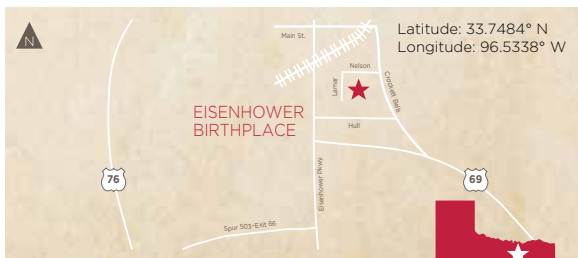 N
Main St.
Latitude: 33.7484° N
Longitude: 96.5338° W
Nelson
Lamar
Crockett Belle
EISENHOWER
BIRTHPLACE
Hull
76
69
Eisenhower Pkwy.
Spur 503-Exit 66